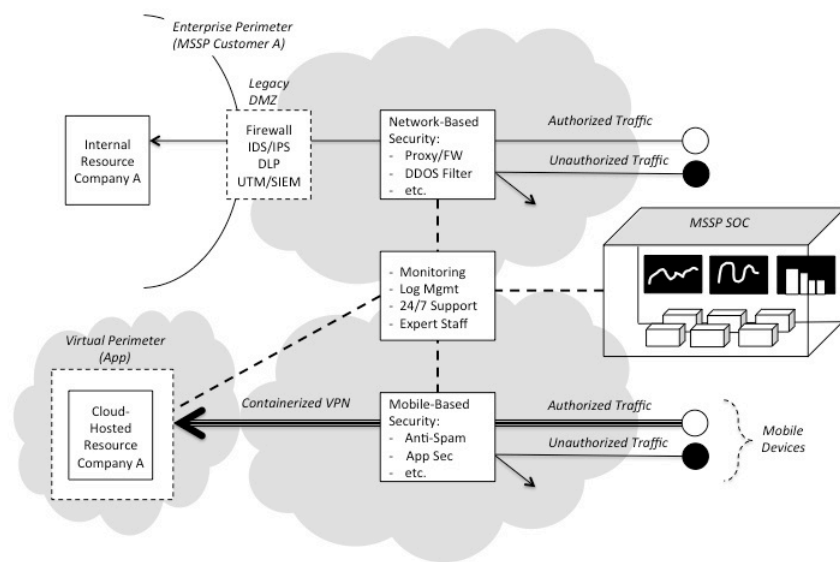 Enterprise Perimeter
(MSSP Customer A)
Legacy
DMZ
Internal
Resource
Company A
Firewall
IDS/IPS
DLP
UTM/SIEM
Network-Based
Security:
- Proxy/FW
- DDOS Filter
- etc.
Authorized Traffic
Unauthorized Traffic
MSSP SOC
- Monitoring
- Log Mgmt
- 24/7 Support
- Expert Staff
Virtual Perimeter
(App)
Cloud-
Hosted
Resource
Company A
Containerized VPN
Mobile-Based
Security:
- Anti-Spam
- App Sec
- etc.
Authorized Traffic
Unauthorized Traffic
Mobile
Devices